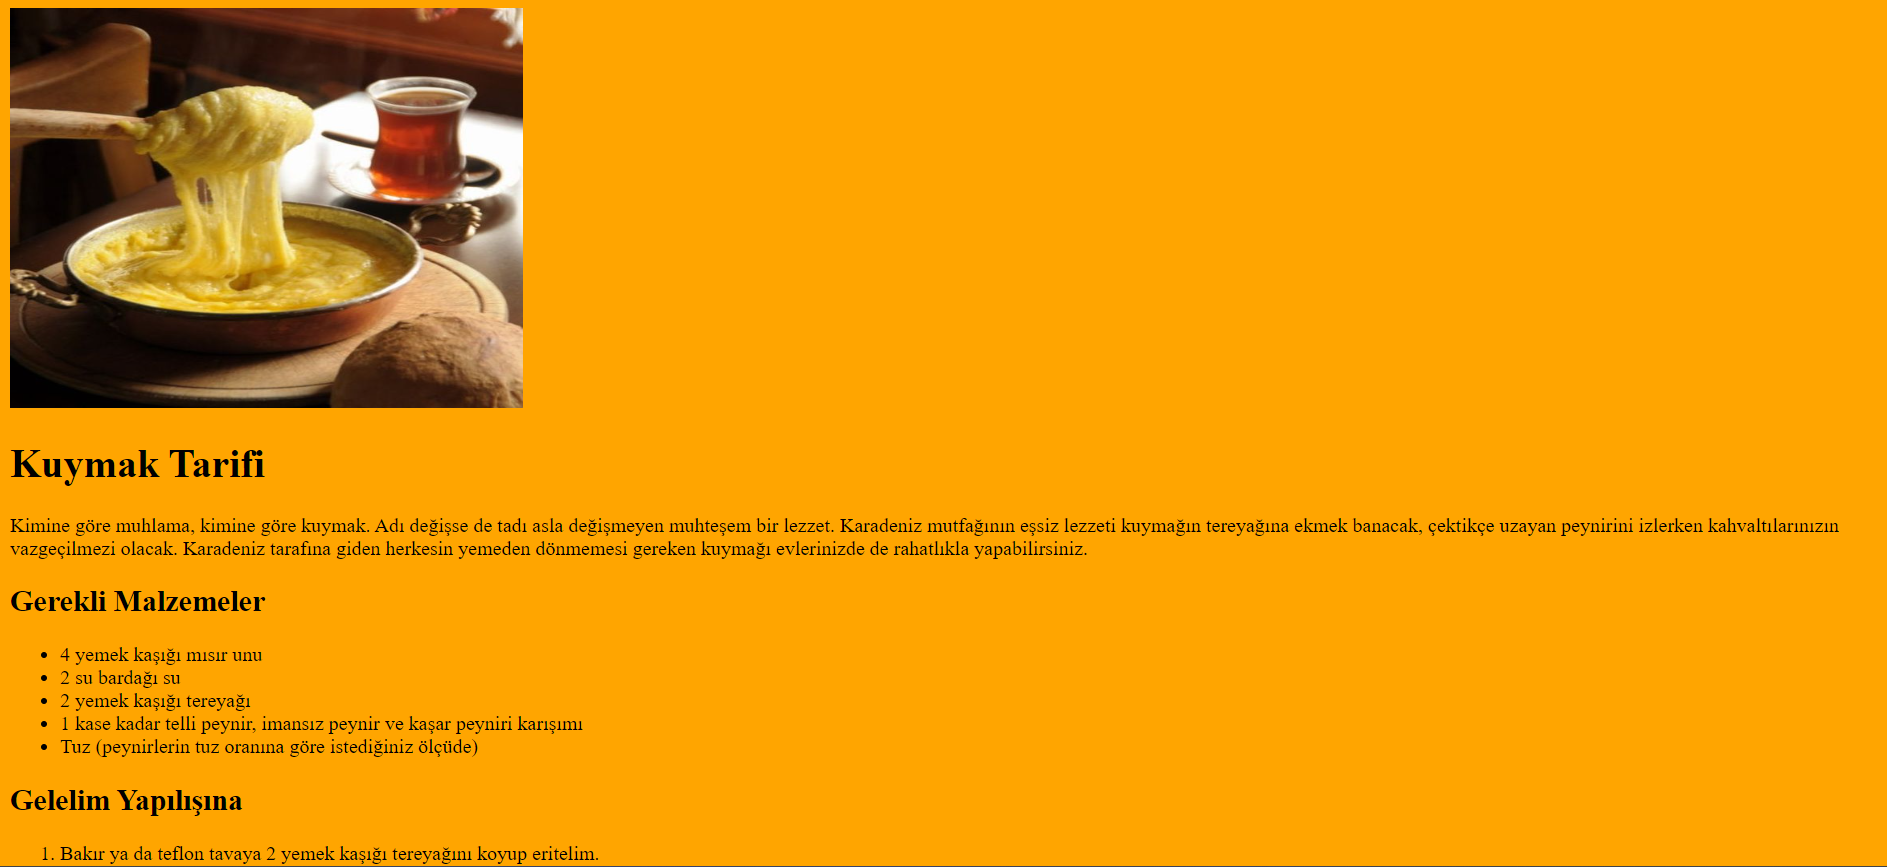 Kuymak Tarifi
Kimine göre muhlama, kimine göre kuymak. Adı değişse de tadı asla değişmeyen muhteşem bir lezzet. Karadeniz mutfağının eşsiz lezzeti kuymağın tereyağına ekmek banacak, çektikçe uzayan peynirini izlerken kahvaltılarınızın
vazgeçilmezi olacak. Karadeniz tarafına giden herkesin yemeden dönmemesi gereken kuymağı evlerinizde de rahatlıkla yapabilirsiniz.
Gerekli Malzemeler
• 4 yemek kaşığı mısır unu
• 2 su bardağı su
• 2 yemek kaşığı tereyağı
• 1 kase kadar telli peynir, imansız peynir ve kaşar peyniri karışımı
• Tuz (peynirlerin tuz oranına göre istediğiniz ölçüde)
Gelelim Yapılışına
1. Bakır ya da teflon tavaya 2 yemek kaşığı tereyağını koyup eritelim.